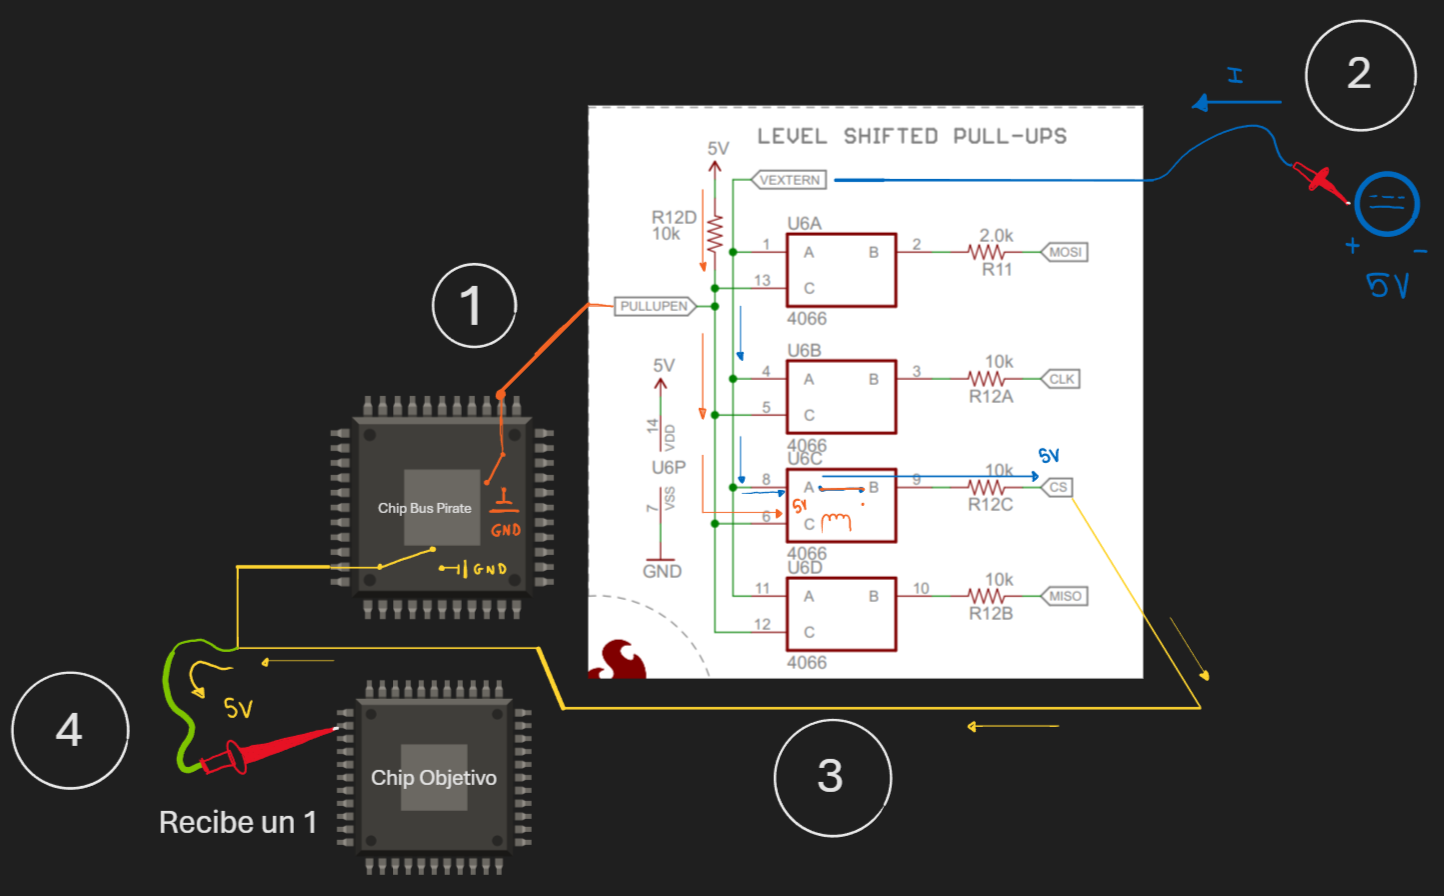 2
I
LEVEL SHIFTED PULL-UPS
5V
VEXTERN
+ -
5V
R12D
10k
U6A
1 A B 2
2.0k
R11
MOSI
13 C
4066
1
PULLUPEN
U6B
4 A B 3
10k
R12A
CLK
5 C
4066
5V
14
VDD
U6P
7
VSS
GND
U6C
8 A B 9
5V
10k
R12C
CS
5V
6 C
4066
U6D
11 A B 10
10k
R12B
MISO
12 C
4066
Chip Bus Pirate
GND
GND
4
5V
3
Chip Objetivo
Recibe un 1